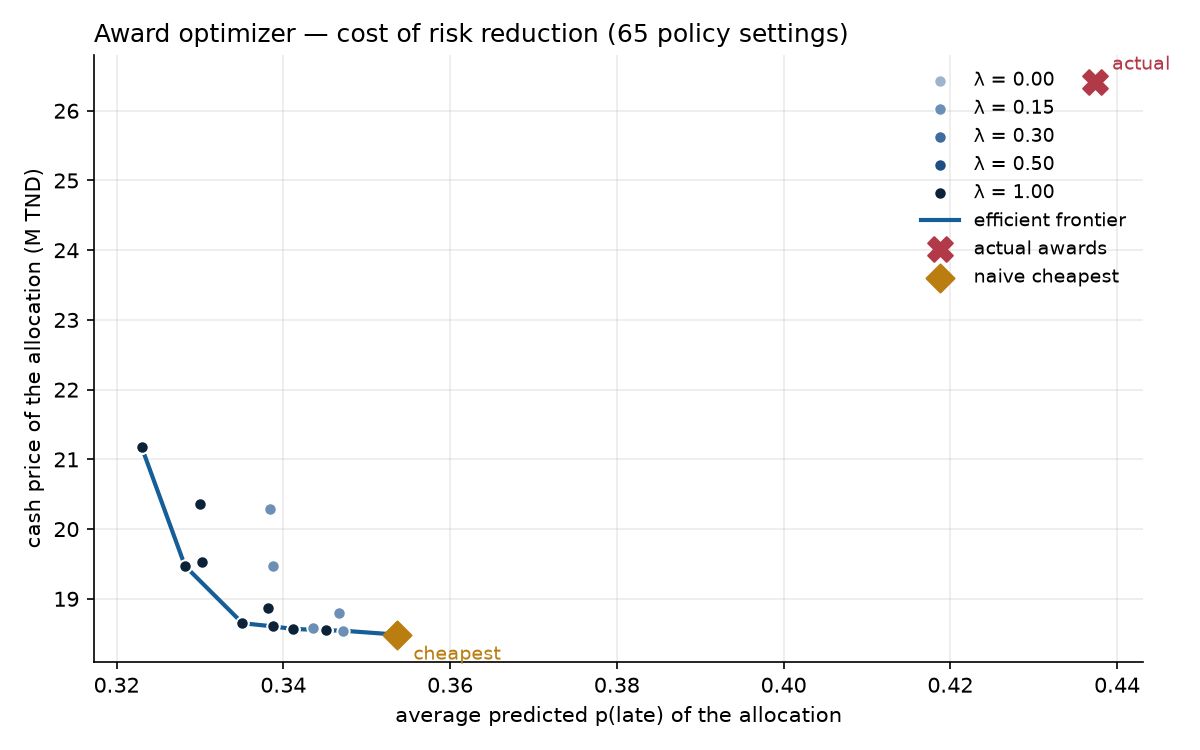 Award optimizer — cost of risk reduction (65 policy settings)
actual
λ = 0.00
λ = 0.15
λ = 0.30
λ = 0.50
λ = 1.00
efficient frontier
actual awards
naive cheapest
cash price of the allocation (M TND)
26
25
24
23
22
21
20
19
cheapest
0.32 0.34 0.36 0.38 0.40 0.42 0.44
average predicted p(late) of the allocation